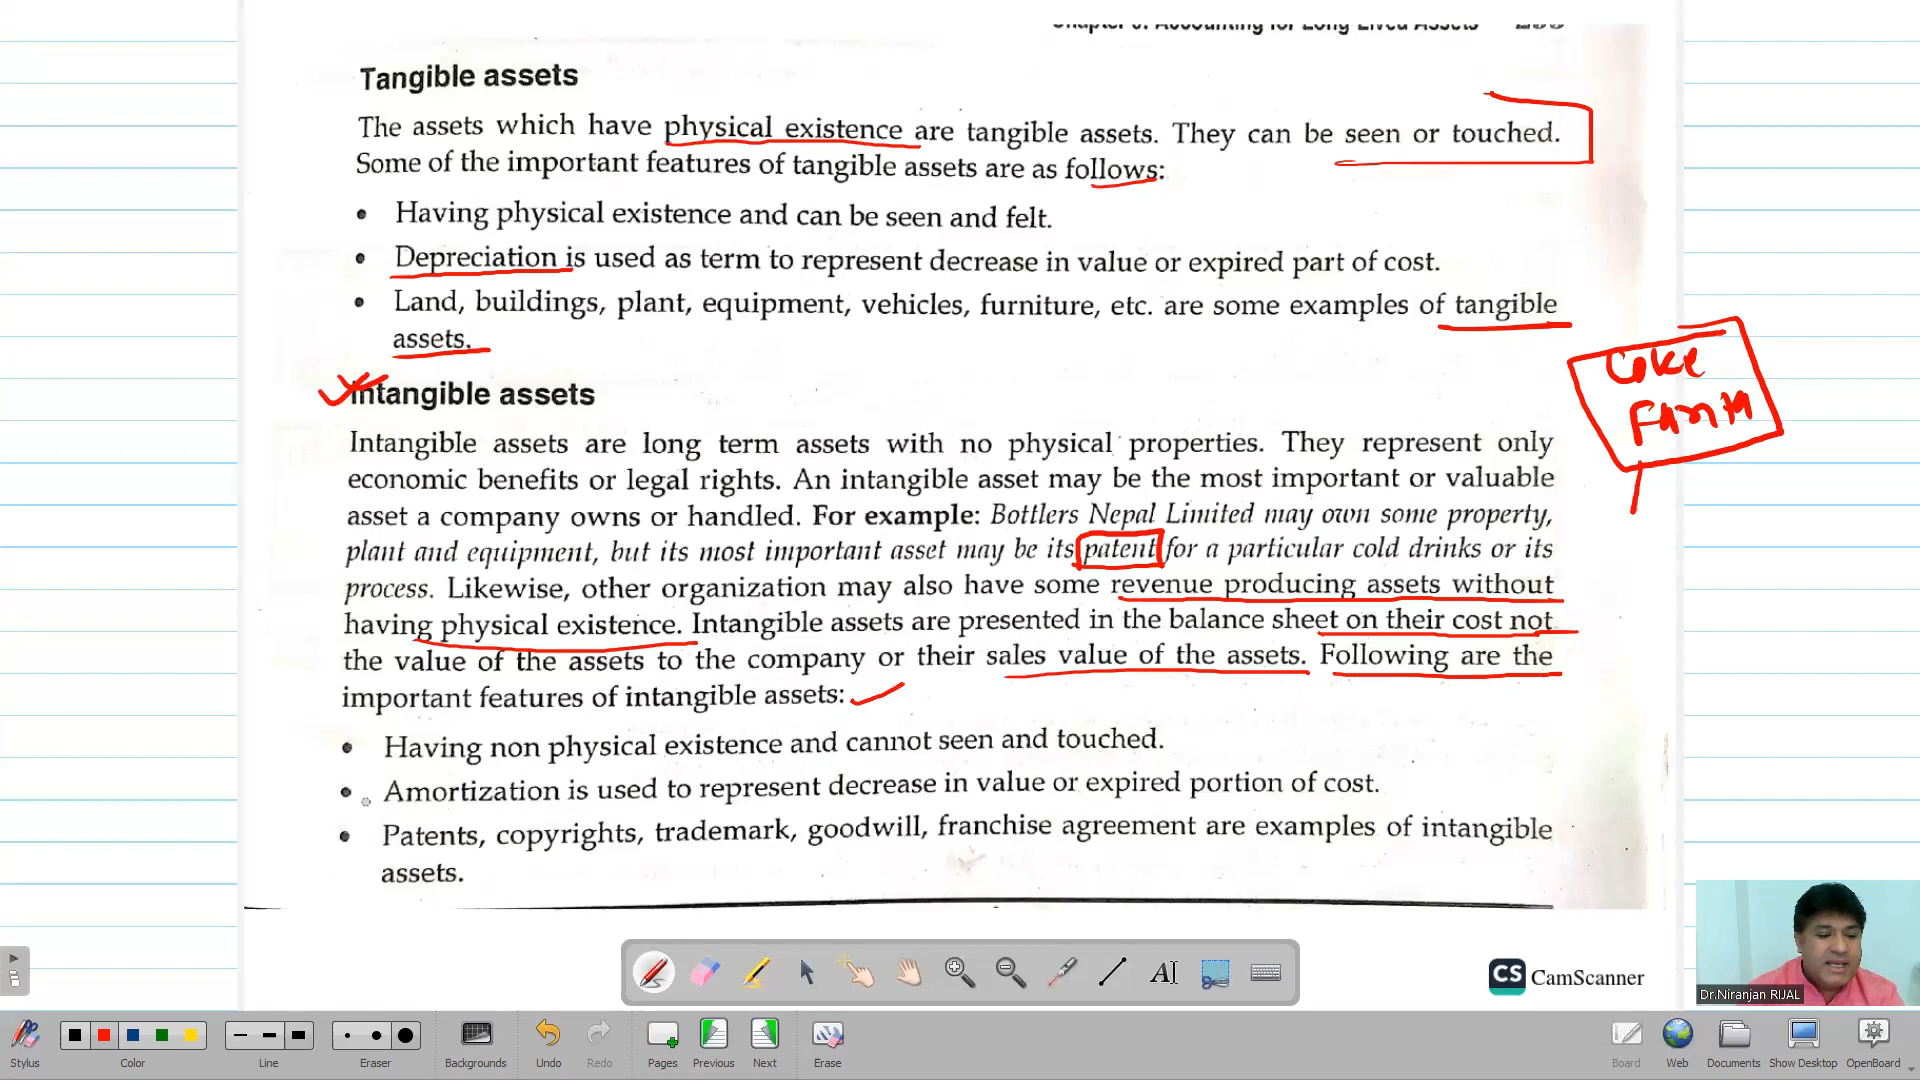 Chapter 6: Accounting for Long Lived Assets
Tangible assets
The assets which have physical existence are tangible assets. They can be seen or touched.
Some of the important features of tangible assets are as follows:
• Having physical existence and can be seen and felt.
• Depreciation is used as term to represent decrease in value or expired part of cost.
• Land, buildings, plant, equipment, vehicles, furniture, etc. are some examples of tangible
assets.
Coke
Fanta
Intangible assets
Intangible assets are long term assets with no physical properties. They represent only
economic benefits or legal rights. An intangible asset may be the most important or valuable
asset a company owns or handled. For example: Bottlers Nepal Limited may own some property,
plant and equipment, but its most important asset may be its patent for a particular cold drinks or its
process. Likewise, other organization may also have some revenue producing assets without
having physical existence. Intangible assets are presented in the balance sheet on their cost not
the value of the assets to the company or their sales value of the assets. Following are the
important features of intangible assets:
• Having non physical existence and cannot seen and touched.
• Amortization is used to represent decrease in value or expired portion of cost.
• Patents, copyrights, trademark, goodwill, franchise agreement are examples of intangible
assets.
CS CamScanner
Dr.Niranjan RIJAL
Stylus Color Line Eraser Backgrounds Undo Redo Pages Previous Next Erase Board Web Documents Show Desktop OpenBoard